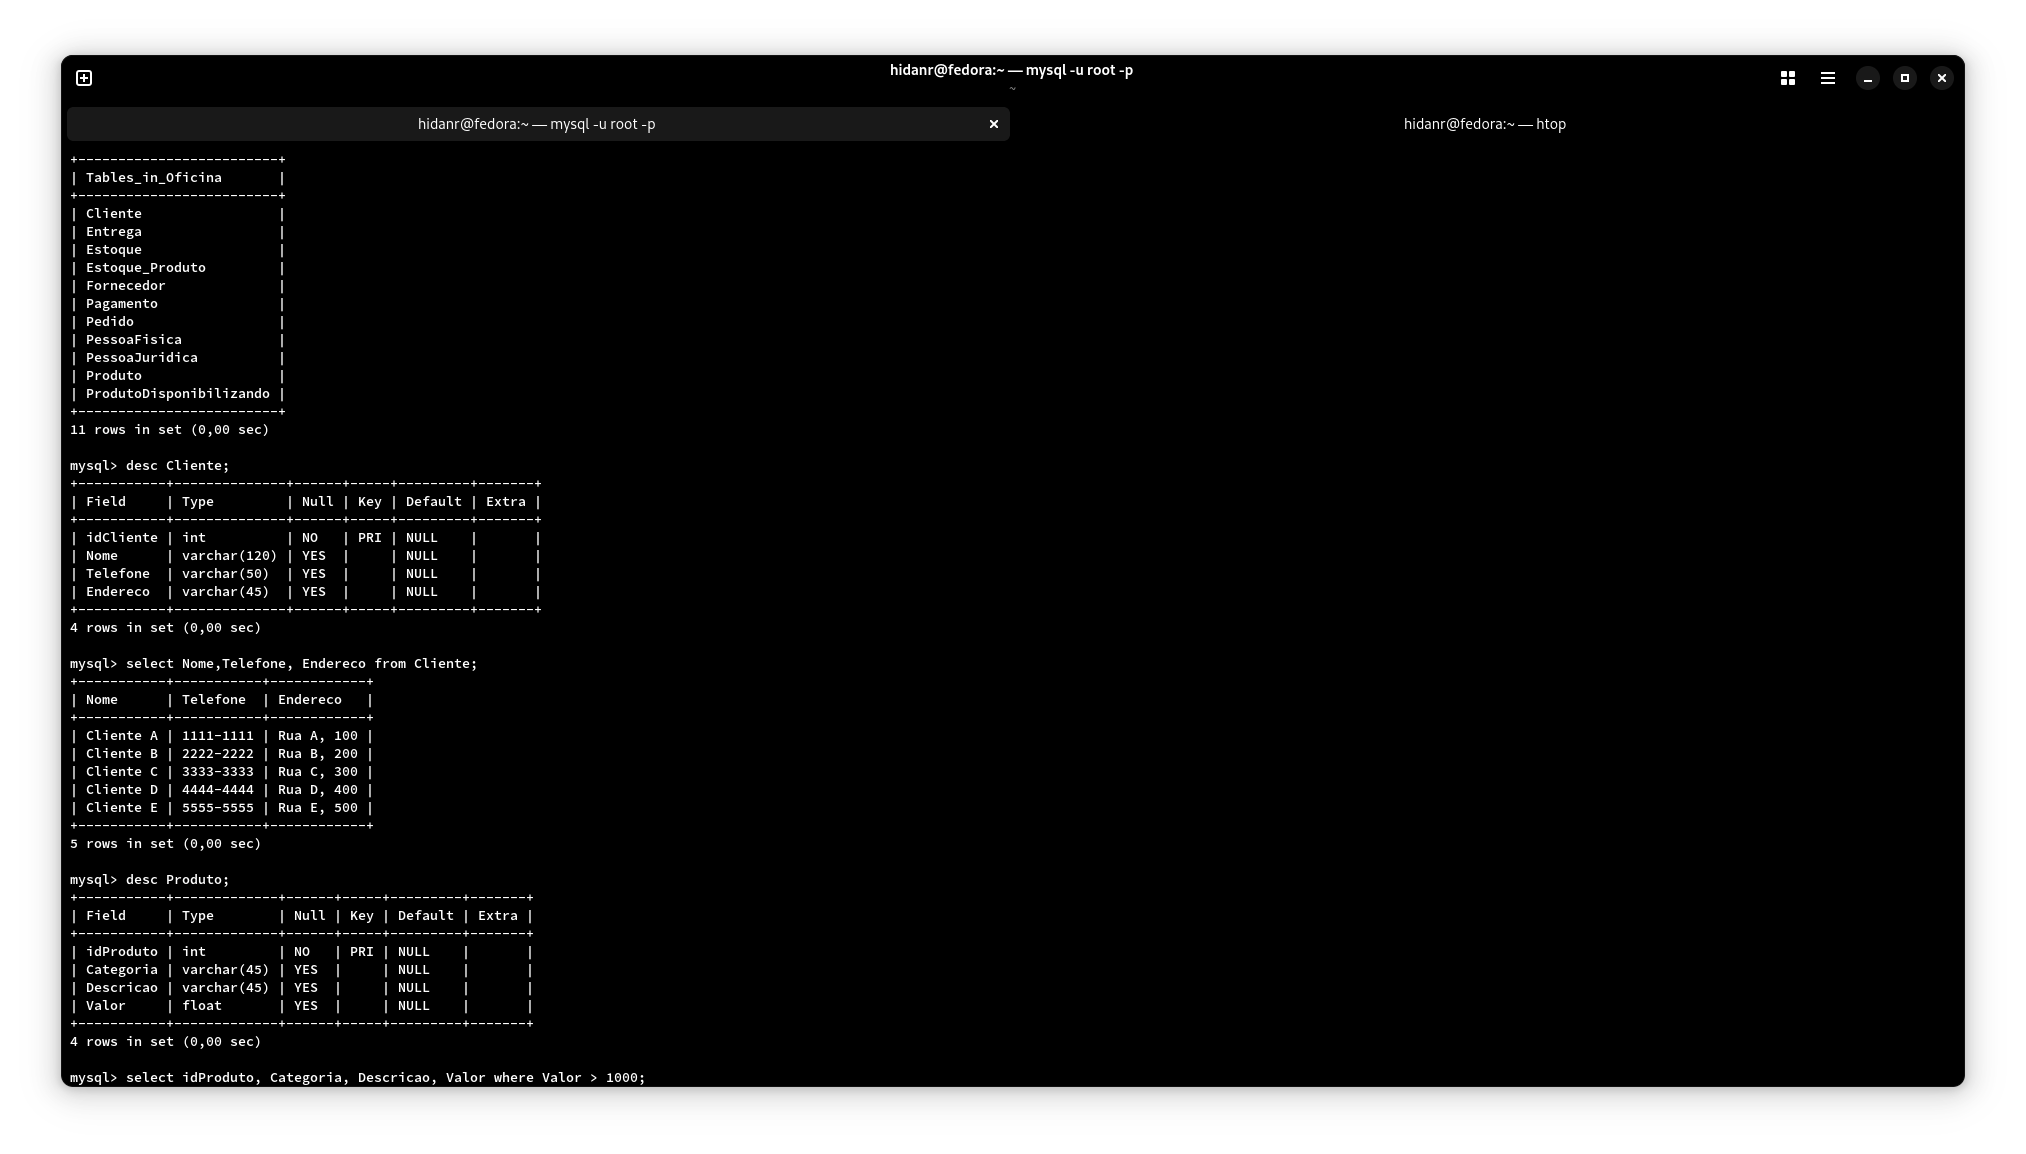 hidanr@fedora:~ — mysql -u root -p
~
hidanr@fedora:~ — mysql -u root -p
hidanr@fedora:~ — htop
+-------------------------+
| Tables_in_Oficina       |
+-------------------------+
| Cliente                 |
| Entrega                 |
| Estoque                 |
| Estoque_Produto         |
| Fornecedor              |
| Pagamento               |
| Pedido                  |
| PessoaFisica            |
| PessoaJuridica          |
| Produto                 |
| ProdutoDisponibilizando |
+-------------------------+
11 rows in set (0,00 sec)
mysql> desc Cliente;
+-----------+--------------+------+-----+---------+-------+
| Field     | Type         | Null | Key | Default | Extra |
+-----------+--------------+------+-----+---------+-------+
| idCliente | int          | NO   | PRI | NULL    |       |
| Nome      | varchar(120) | YES  |     | NULL    |       |
| Telefone  | varchar(50)  | YES  |     | NULL    |       |
| Endereco  | varchar(45)  | YES  |     | NULL    |       |
+-----------+--------------+------+-----+---------+-------+
4 rows in set (0,00 sec)
mysql> select Nome,Telefone, Endereco from Cliente;
+-----------+-----------+------------+
| Nome      | Telefone  | Endereco   |
+-----------+-----------+------------+
| Cliente A | 1111-1111 | Rua A, 100 |
| Cliente B | 2222-2222 | Rua B, 200 |
| Cliente C | 3333-3333 | Rua C, 300 |
| Cliente D | 4444-4444 | Rua D, 400 |
| Cliente E | 5555-5555 | Rua E, 500 |
+-----------+-----------+------------+
5 rows in set (0,00 sec)
mysql> desc Produto;
+-----------+-------------+------+-----+---------+-------+
| Field     | Type        | Null | Key | Default | Extra |
+-----------+-------------+------+-----+---------+-------+
| idProduto | int         | NO   | PRI | NULL    |       |
| Categoria | varchar(45) | YES  |     | NULL    |       |
| Descricao | varchar(45) | YES  |     | NULL    |       |
| Valor     | float       | YES  |     | NULL    |       |
+-----------+-------------+------+-----+---------+-------+
4 rows in set (0,00 sec)
mysql> select idProduto, Categoria, Descricao, Valor where Valor > 1000;